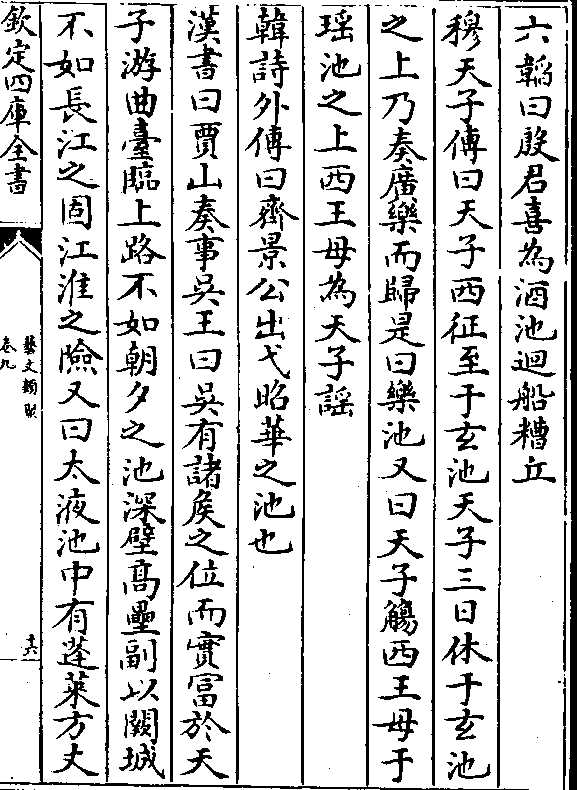 六韜曰殷君喜為酒池迴船糟丘
穆天子傳曰天子西征至于玄池天子三日休于玄池
之上乃奏廣樂而歸是曰樂池又曰天子觴西王母于
瑶池之上西王母為天子謡
韓詩外傳曰齊景公出弋昭華之池也
漢書曰賈山奏事吳王曰吳有諸侯之位而實富於天
子游曲臺臨上路不如朝夕之池深壁髙壘副以闕城
不如長江之固江淮之險又曰太液池中有蓬萊方丈
欽定四庫全書
藝文類聚
卷九
十六